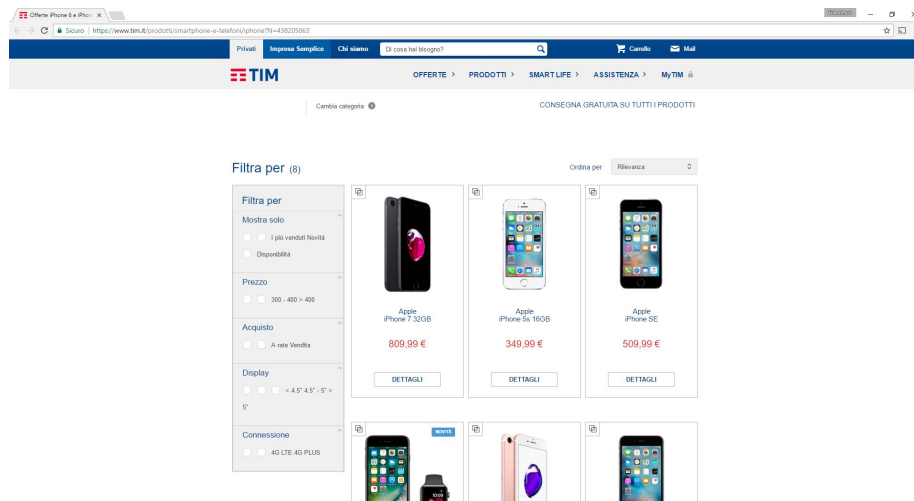 Offerte iPhone 6 e iPhon
Sicuro | https://www.tim.it/prodotti/smartphone-e-telefoni/iphone?N=438205063
Privati Impresa Semplice Chi siamo Di cosa hai bisogno? Carrello Mail
TIM OFFERTE > PRODOTTI > SMART LIFE > ASSISTENZA > MyTIM
Cambia categoria CONSEGNA GRATUITA SU TUTTI I PRODOTTI
Filtra per (8) Ordina per Rilevanza
Filtra per
Mostra solo
I più venduti Novità
Disponibilità
Prezzo
300 - 400 > 400
Acquisto
A rate Vendita
Display
< 4.5" 4.5" - 5" >
5"
Connessione
4G LTE 4G PLUS
Apple
iPhone 7 32GB
809,99 €
DETTAGLI
Apple
iPhone 5s 16GB
349,99 €
DETTAGLI
Apple
iPhone SE
509,99 €
DETTAGLI
NOVITÀ
10:09